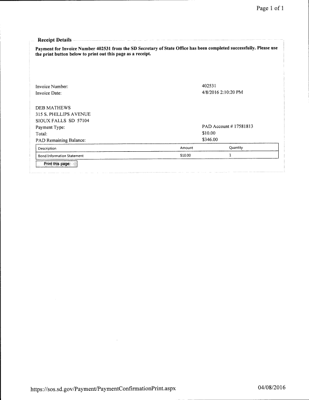 Page 1 of 1
Receipt Details
Payment for Invoice Number 402531 from the SD Secretary of State Office has been completed successfully. Please use
the print button below to print out this page as a receipt.
Invoice Number: 402531
Invoice Date: 4/8/2016 2:10:20 PM
DEB MATHEWS
315 S. PHILLIPS AVENUE
SIOUX FALLS SD 57104
Payment Type: PAD Account # 17581833
Total: $10.00
PAD Remaining Balance: $346.00
Description Amount Quantity
Bond Information Statement $10.00 1
Print this page
https://sos.sd.gov/Payment/PaymentConfirmationPrint.aspx 04/08/2016